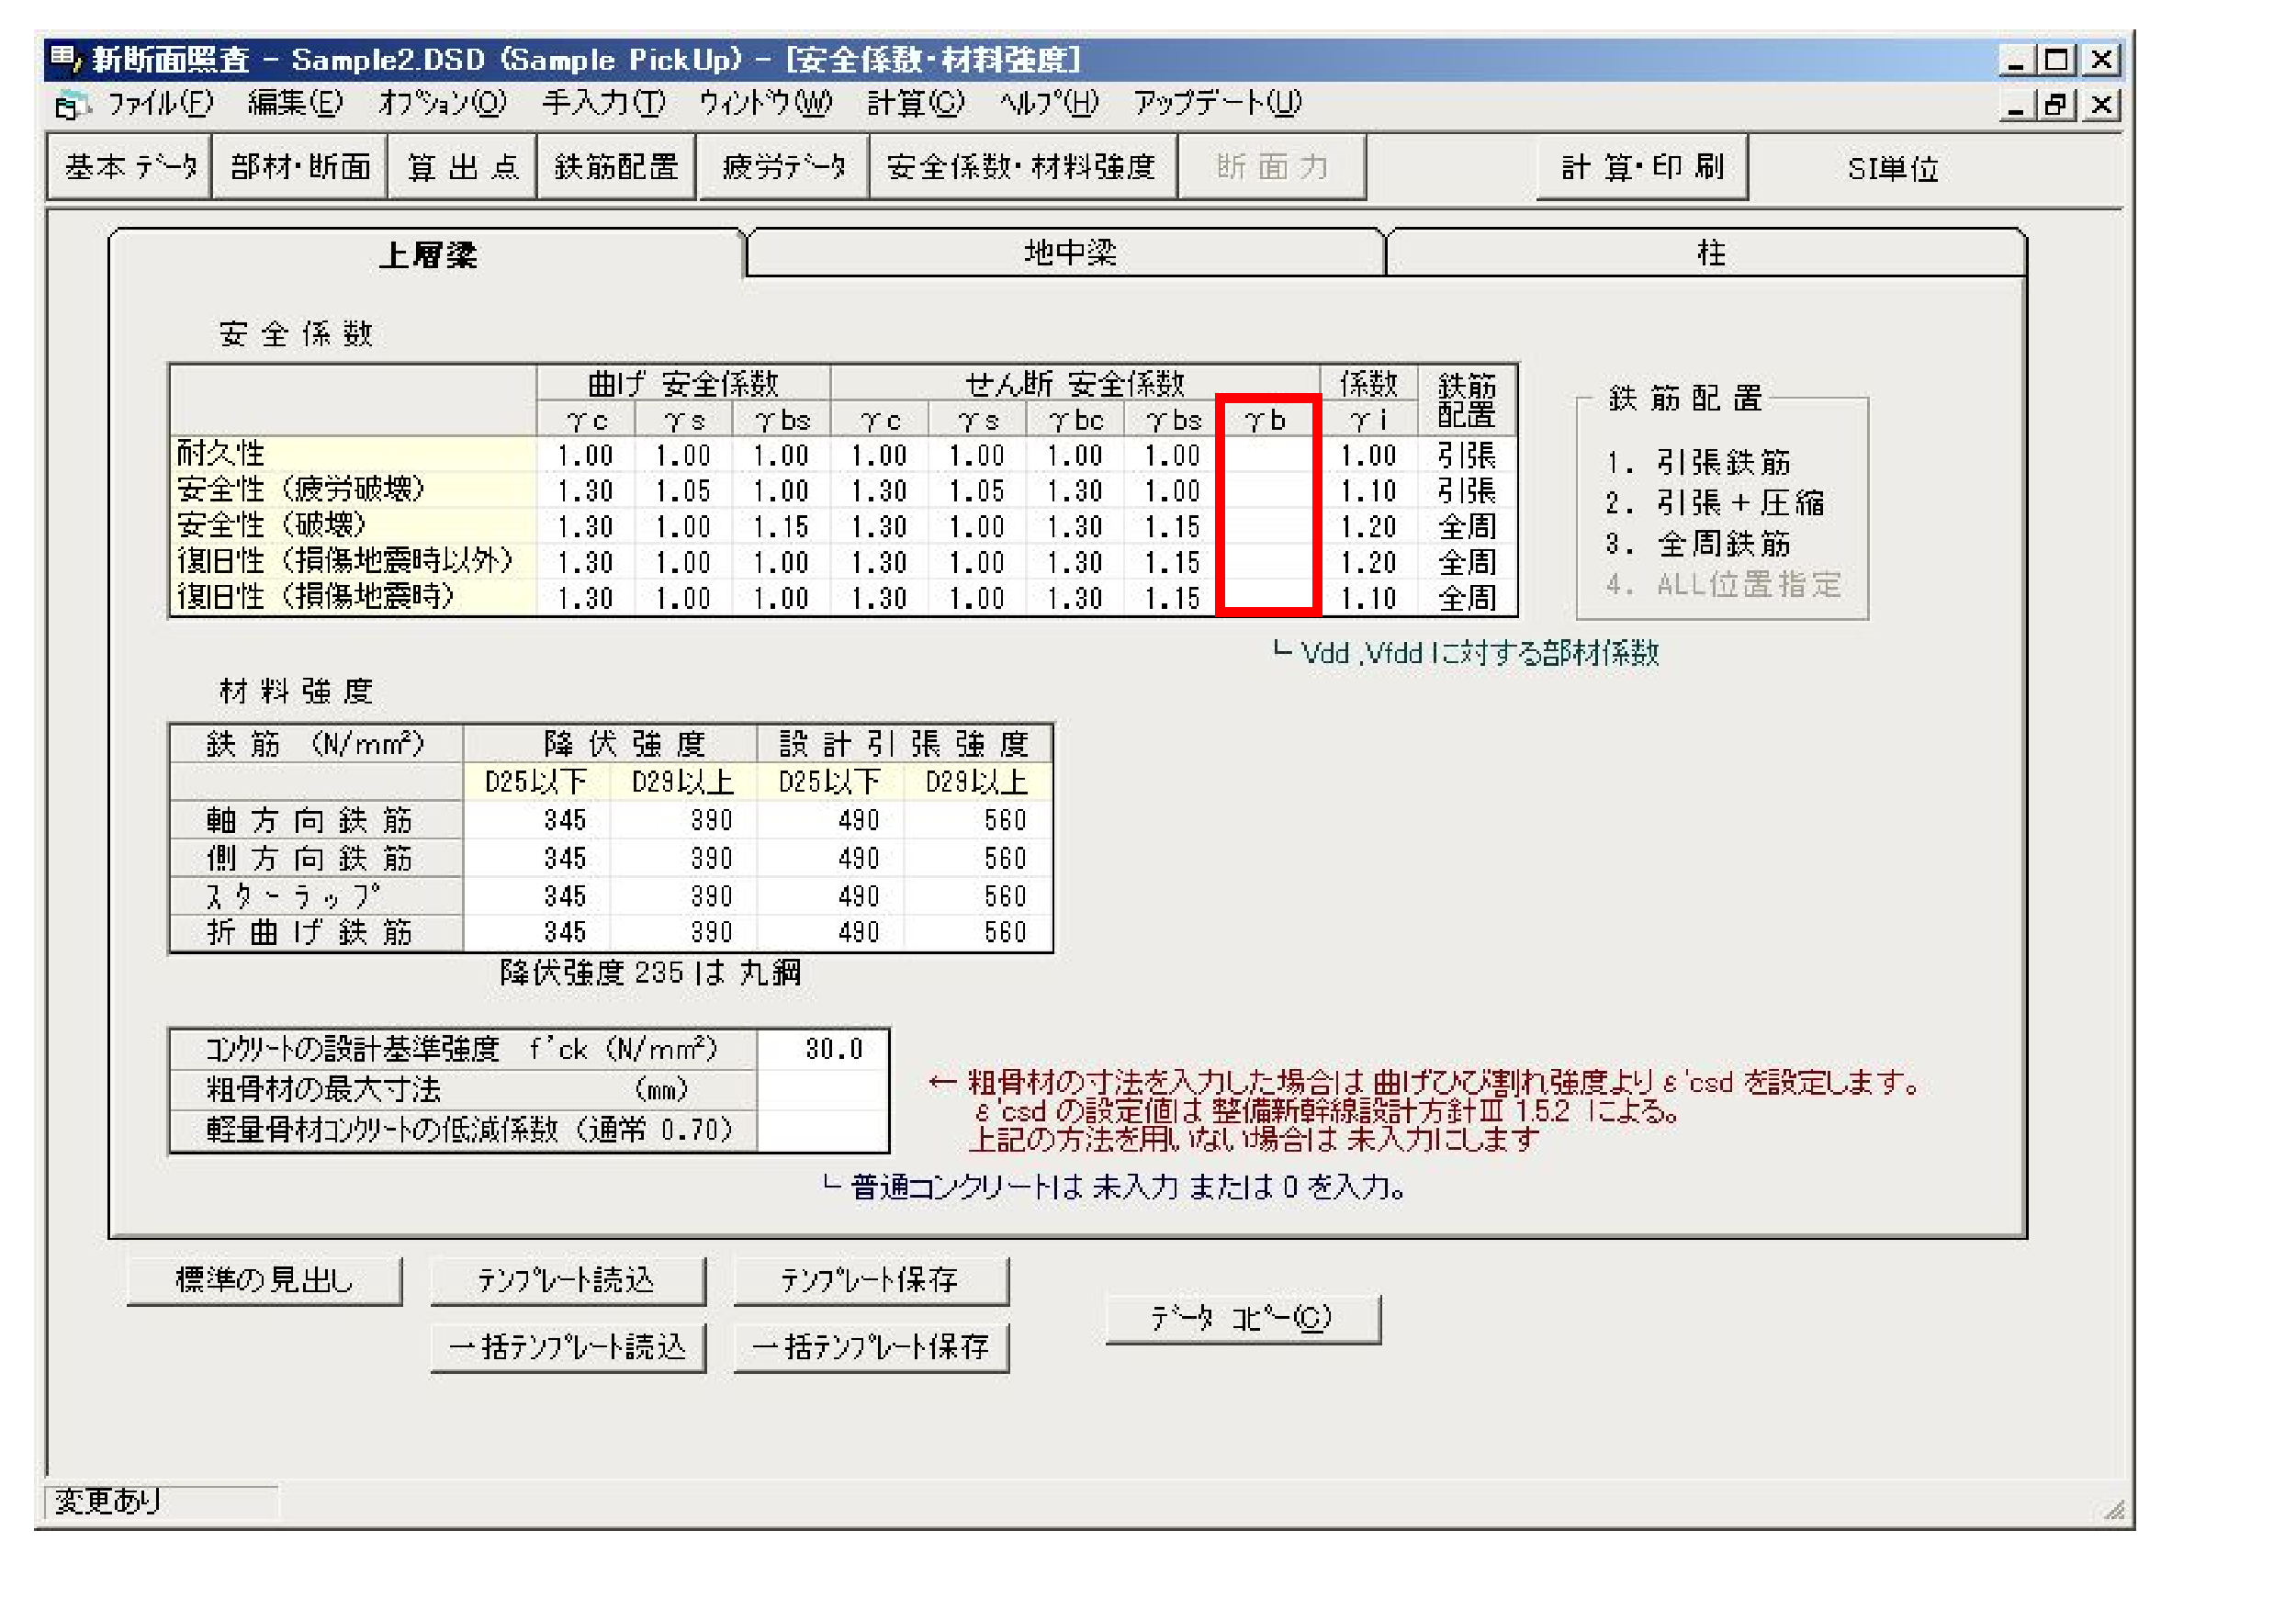 新断面照査 - Sample2.DSD (Sample PickUp) - [安全係数・材料強度]
ファイル(F) 編集(E) オプション(O) 手入力(T) ウィンドウ(W) 計算(C) ヘルプ(H) アップデート(U)
基本データ 部材・断面 算出点 鉄筋配置 疲労データ 安全係数・材料強度 断面力 計算・印刷 SI単位
上層梁 地中梁 柱
安全係数
曲げ 安全係数 せん断 安全係数 係数 鉄筋配置
γc γs γbs γc γs γbc γbs γb γi
耐久性 1.00 1.00 1.00 1.00 1.00 1.00 1.00 1.00 引張
安全性（疲労破壊） 1.30 1.05 1.00 1.30 1.05 1.30 1.00 1.10 引張
安全性（破壊） 1.30 1.00 1.15 1.30 1.00 1.30 1.15 1.20 全周
復旧性（損傷地震時以外） 1.30 1.00 1.00 1.30 1.00 1.30 1.15 1.20 全周
復旧性（損傷地震時） 1.30 1.00 1.00 1.30 1.00 1.30 1.15 1.10 全周
鉄筋配置
1. 引張鉄筋
2. 引張＋圧縮
3. 全周鉄筋
4. ALL位置指定
└ Vdd ,Vfdd に対する部材係数
材料強度
鉄筋 (N/mm²) 降伏強度 設計引張強度
D25以下 D29以上 D25以下 D29以上
軸方向鉄筋 345 390 490 560
側方向鉄筋 345 390 490 560
スターラップ 345 390 490 560
折曲げ鉄筋 345 390 490 560
降伏強度 235 は 丸鋼
コンクリートの設計基準強度 f'ck (N/mm²) 30.0
粗骨材の最大寸法 (mm)
軽量骨材コンクリートの低減係数（通常 0.70）
← 粗骨材の寸法を入力した場合は 曲げひび割れ強度より ε'csd を設定します。
ε'csd の設定値は 整備新幹線設計方針Ⅲ 1.5.2 による。
上記の方法を用いない場合は 未入力にします
└ 普通コンクリートは 未入力 または 0 を入力。
標準の見出し テンプレート読込 テンプレート保存
データ コピー(C)
一括テンプレート読込 一括テンプレート保存
変更あり